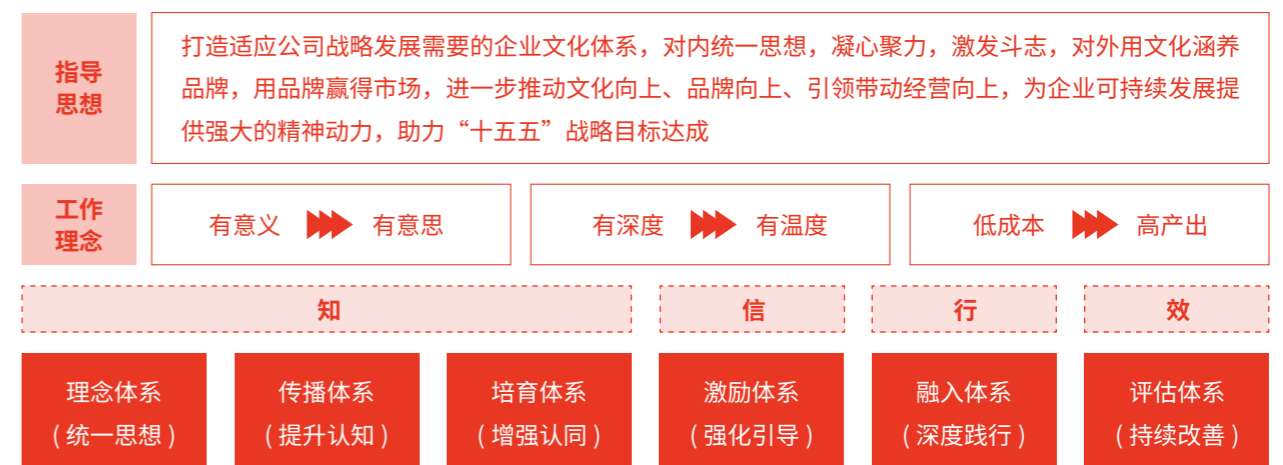 指导
思想
打造适应公司战略发展需要的企业文化体系，对内统一思想，凝心聚力，激发斗志，对外用文化涵养
品牌，用品牌赢得市场，进一步推动文化向上、品牌向上、引领带动经营向上，为企业可持续发展提
供强大的精神动力，助力“十五五”战略目标达成
工作
理念
有意义 有意思
有深度 有温度
低成本 高产出
知 信 行 效
理念体系
（统一思想）
传播体系
（提升认知）
培育体系
（增强认同）
激励体系
（强化引导）
融入体系
（深度践行）
评估体系
（持续改善）